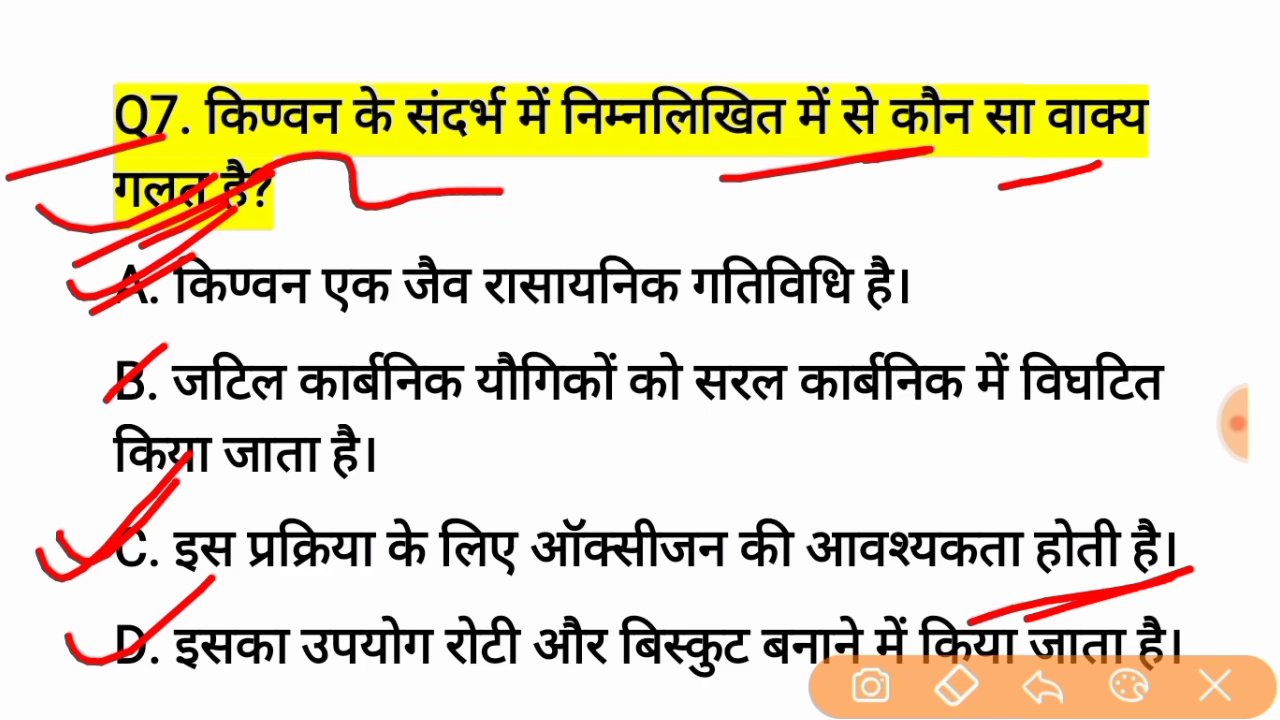 Q7. किण्वन के संदर्भ में निम्नलिखित में से कौन सा वाक्य
गलत है?
A. किण्वन एक जैव रासायनिक गतिविधि है।
B. जटिल कार्बनिक यौगिकों को सरल कार्बनिक में विघटित
किया जाता है।
C. इस प्रक्रिया के लिए ऑक्सीजन की आवश्यकता होती है।
D. इसका उपयोग रोटी और बिस्कुट बनाने में किया जाता है।